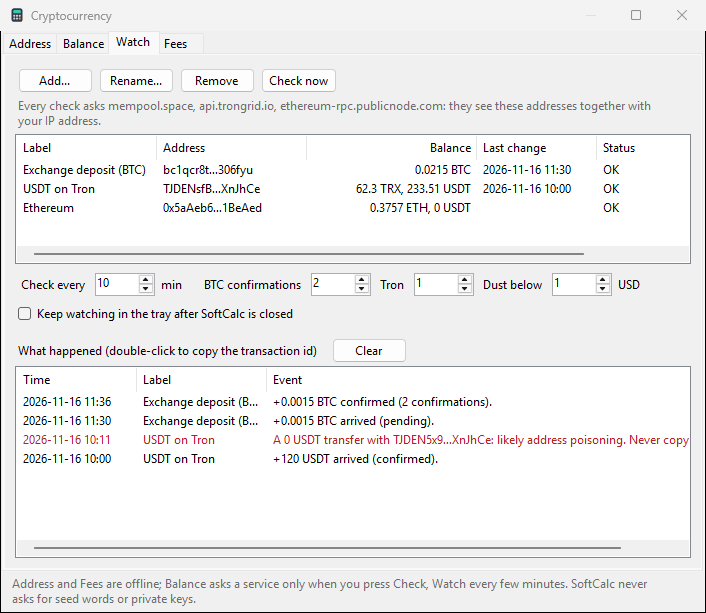 Cryptocurrency
Address Balance Watch Fees
Add... Rename... Remove Check now
Every check asks mempool.space, api.trongrid.io, ethereum-rpc.publicnode.com: they see these addresses together with
your IP address.
Label Address Balance Last change Status
Exchange deposit (BTC) bc1qcr8t...306fyu 0.0215 BTC 2026-11-16 11:30 OK
USDT on Tron TJDENsfB...XnJhCe 62.3 TRX, 233.51 USDT 2026-11-16 10:00 OK
Ethereum 0x5aAeb6...1BeAed 0.3757 ETH, 0 USDT OK
Check every 10 min BTC confirmations 2 Tron 1 Dust below 1 USD
Keep watching in the tray after SoftCalc is closed
What happened (double-click to copy the transaction id) Clear
Time Label Event
2026-11-16 11:36 Exchange deposit (B... +0.0015 BTC confirmed (2 confirmations).
2026-11-16 11:30 Exchange deposit (B... +0.0015 BTC arrived (pending).
2026-11-16 10:11 USDT on Tron A 0 USDT transfer with TJDEN5x9...XnJhCe: likely address poisoning. Never copy
2026-11-16 10:00 USDT on Tron +120 USDT arrived (confirmed).
Address and Fees are offline; Balance asks a service only when you press Check, Watch every few minutes. SoftCalc never
asks for seed words or private keys.